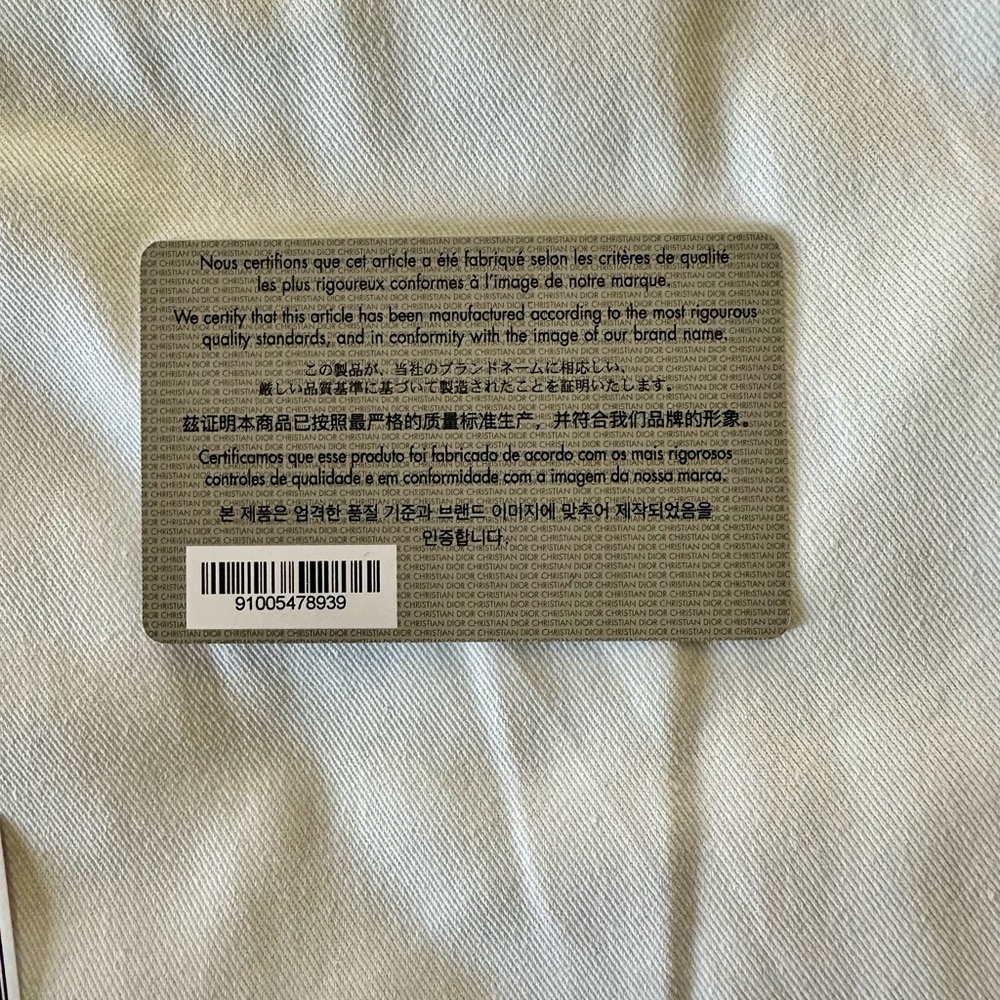 Nous certifions que cet article a été fabriqué selon les critères de qualité
les plus rigoureux conformes à l'image de notre marque.
We certify that this article has been manufactured according to the most rigourous
quality standards, and in conformity with the image of our brand name.
この製品が、当社のブランドネームに相応しい、
厳しい品質基準に基づいて製造されたことを証明いたします。
兹证明本商品已按照最严格的质量标准生产，并符合我们品牌的形象。
Certificamos que esse produto foi fabricado de acordo com os mais rigorosos
controles de qualidade e em conformidade com a imagem da nossa marca.
본 제품은 엄격한 품질 기준과 브랜드 이미지에 맞추어 제작되었음을
인증합니다.
91005478939